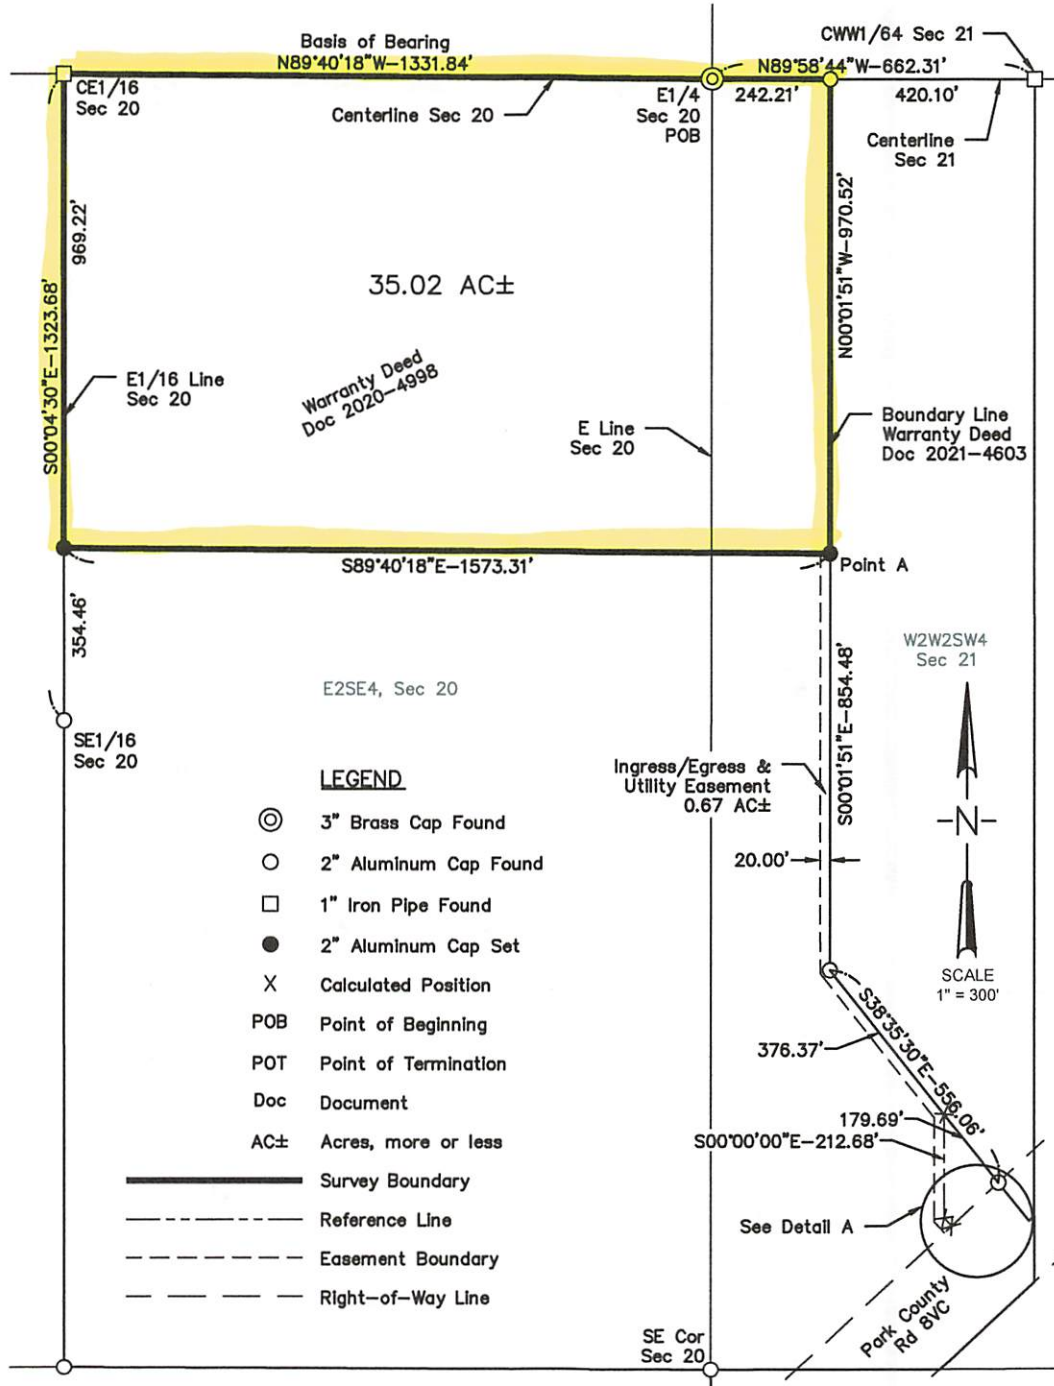 Basis of Bearing
N89°40'18"W-1331.84'
CWW1/64 Sec 21
N89°58'44"W-662.31'
CE1/16
Sec 20
Centerline Sec 20
E1/4
Sec 20
POB
242.21'
420.10'
Centerline
Sec 21
969.22'
S00°04'30"E-1323.68'
N00°01'51"W-970.52'
35.02 AC±
E1/16 Line
Sec 20
Warranty Deed
Doc 2020-4998
E Line
Sec 20
Boundary Line
Warranty Deed
Doc 2021-4603
S89°40'18"E-1573.31'
Point A
354.46'
W2W2SW4
Sec 21
E2SE4, Sec 20
SE1/16
Sec 20
S00°01'51"E-854.48'
Ingress/Egress &
Utility Easement
0.67 AC±
20.00'
-N-
SCALE
1" = 300'
LEGEND
3" Brass Cap Found
2" Aluminum Cap Found
1" Iron Pipe Found
2" Aluminum Cap Set
X Calculated Position
POB Point of Beginning
POT Point of Termination
Doc Document
AC± Acres, more or less
Survey Boundary
Reference Line
Easement Boundary
Right-of-Way Line
S38°35'30"E-556.06'
376.37'
179.69'
S00°00'00"E-212.68'
See Detail A
Park County
Rd 8VC
SE Cor
Sec 20